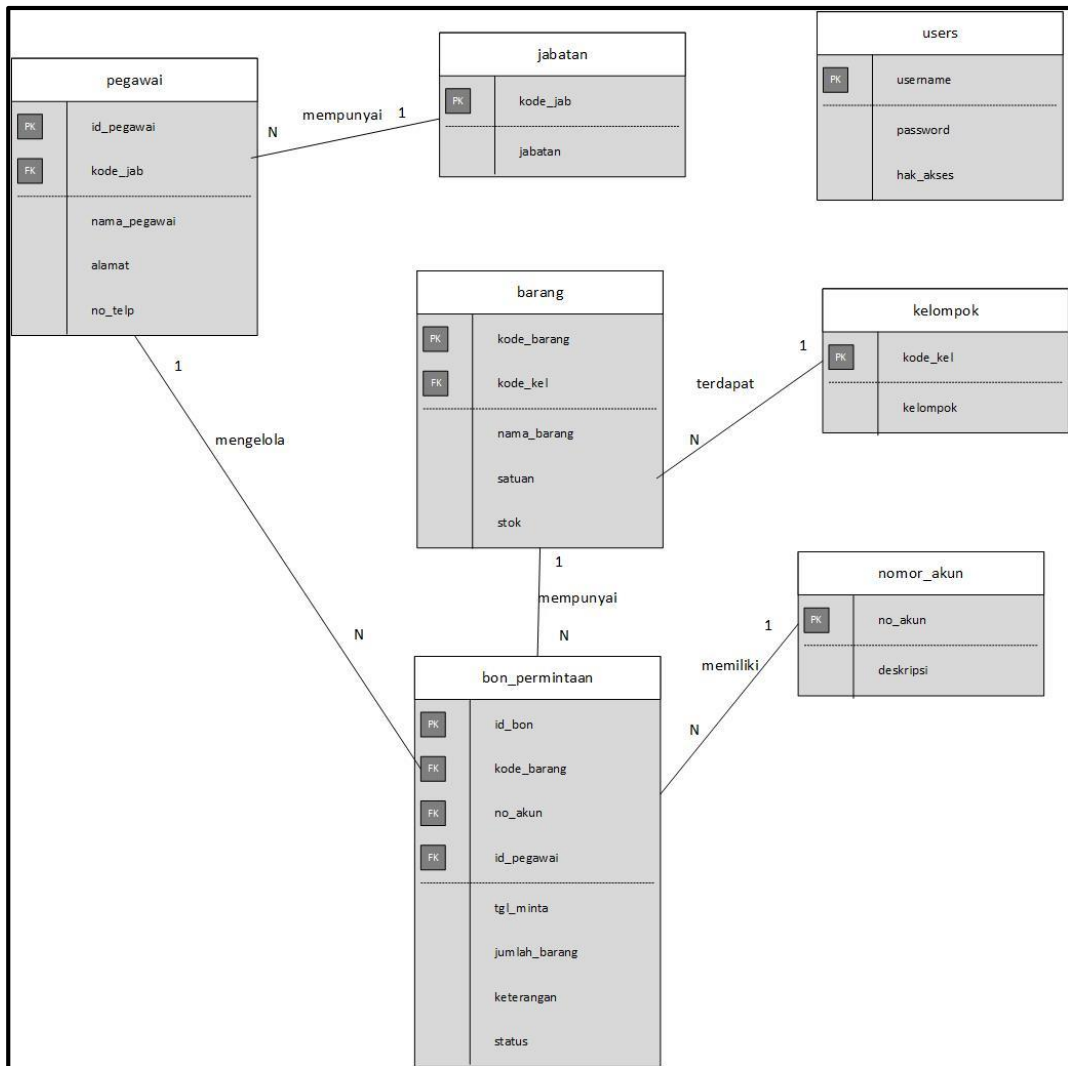 pegawai
PK id_pegawai
FK kode_jab
nama_pegawai
alamat
no_telp
N mempunyai 1
jabatan
PK kode_jab
jabatan
users
PK username
password
hak_akses
barang
PK kode_barang
FK kode_kel
nama_barang
satuan
stok
1
terdapat
N
kelompok
PK kode_kel
kelompok
1
mengelola
N
1
mempunyai
N
nomor_akun
PK no_akun
deskripsi
1
memiliki
N
bon_permintaan
PK id_bon
FK kode_barang
FK no_akun
FK id_pegawai
tgl_minta
jumlah_barang
keterangan
status